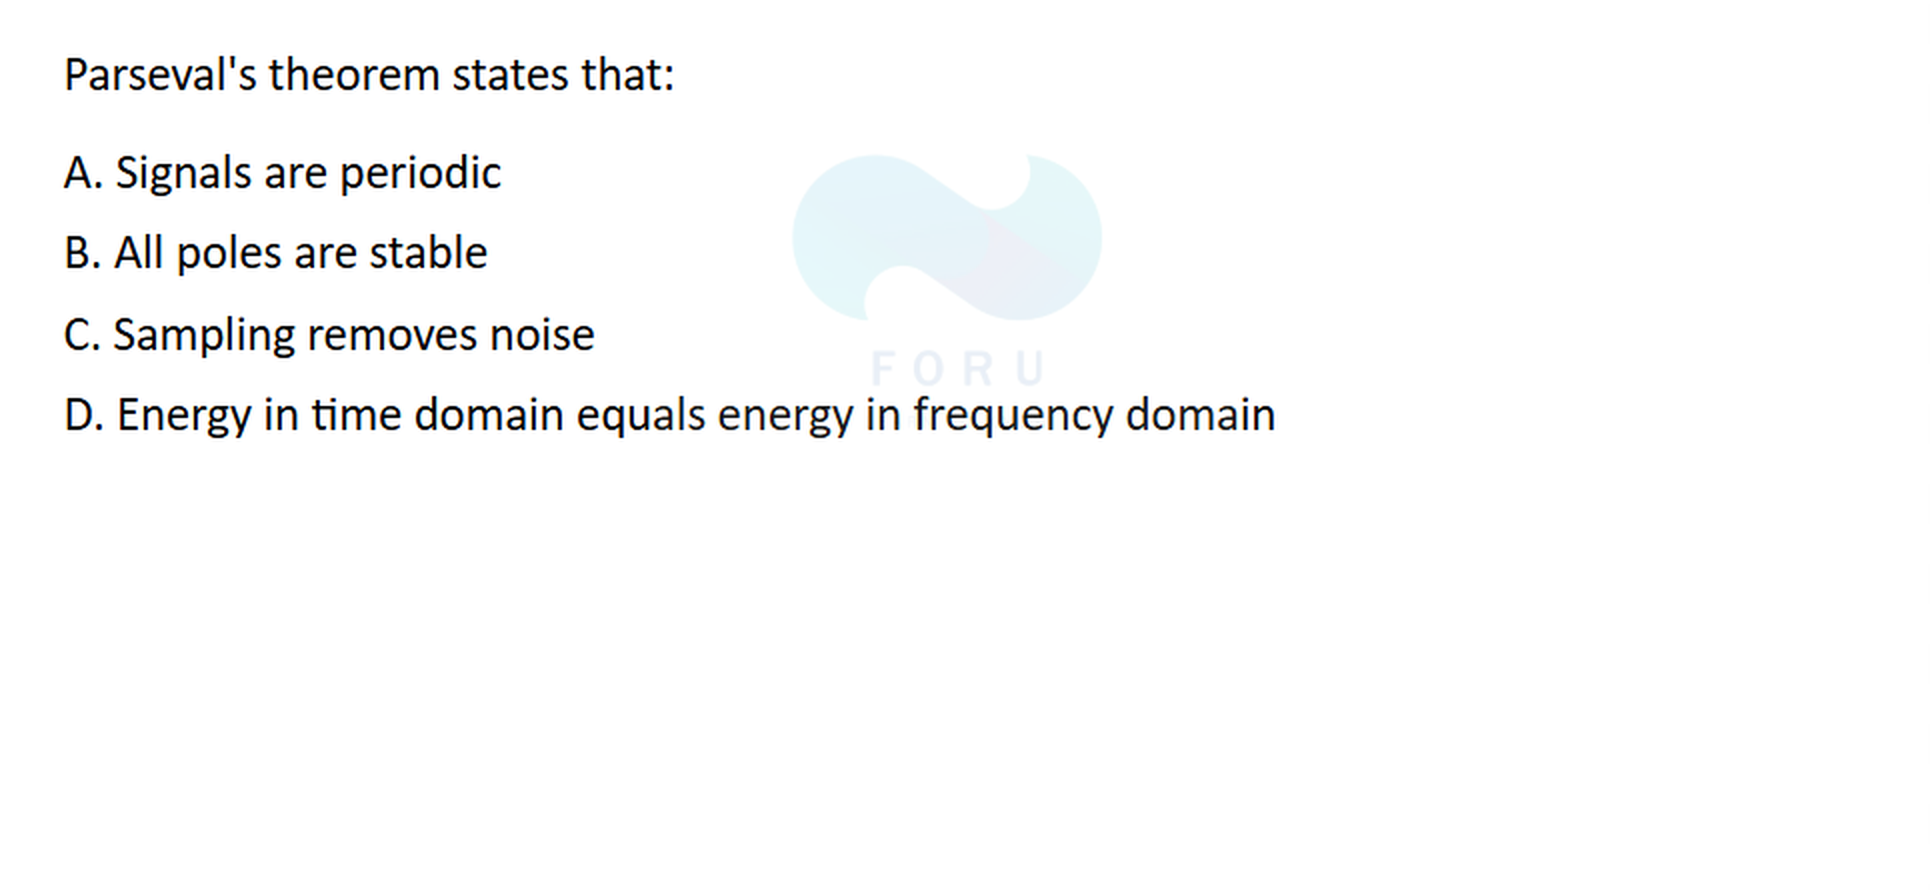 Parseval's theorem states that:
A. Signals are periodic
B. All poles are stable
C. Sampling removes noise
FORU
D. Energy in time domain equals energy in frequency domain